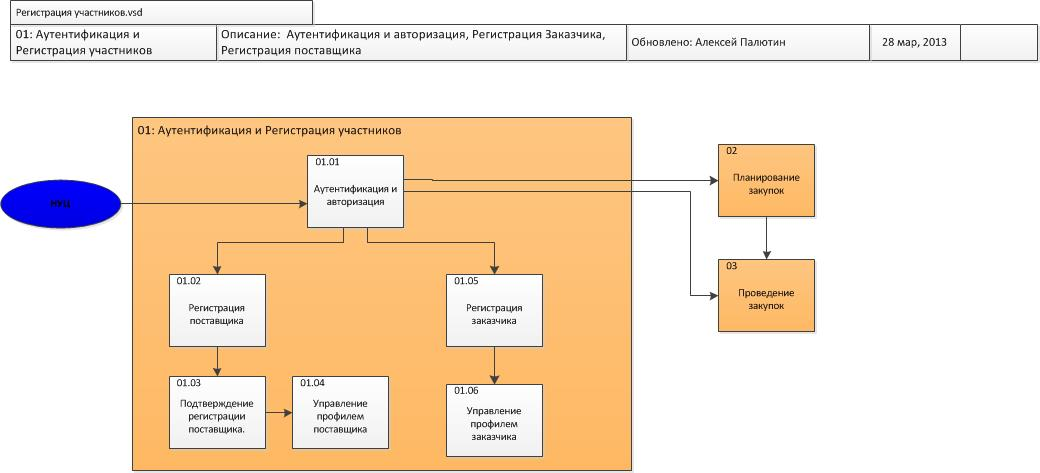 Регистрация участников.vsd
01: Аутентификация и
Регистрация участников
Описание:  Аутентификация и авторизация, Регистрация Заказчика,
Регистрация поставщика
Обновлено: Алексей Палютин
28 мар, 2013
01: Аутентификация и Регистрация участников
НУЦ
01.01
Аутентификация и
авторизация
02
Планирование
закупок
03
Проведение
закупок
01.02
Регистрация
поставщика
01.05
Регистрация
заказчика
01.03
Подтверждение
регистрации
поставщика.
01.04
Управление
профилем
поставщика
01.06
Управление
профилем
заказчика